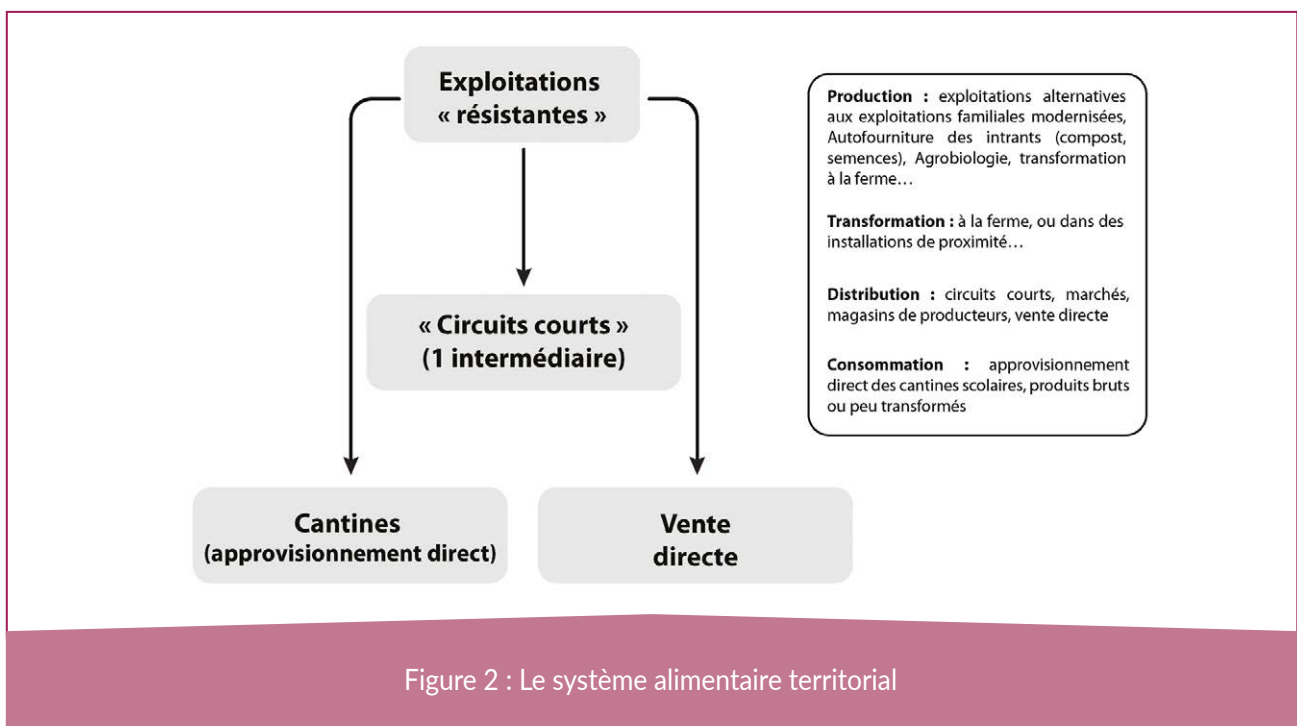 Exploitations
« résistantes »
« Circuits courts »
(1 intermédiaire)
Cantines
(approvisionnement direct)
Vente
directe
Production : exploitations alternatives
aux exploitations familiales modernisées,
Autofourniture des intrants (compost,
semences), Agrobiologie, transformation
à la ferme…
Transformation : à la ferme, ou dans des
installations de proximité…
Distribution : circuits courts, marchés,
magasins de producteurs, vente directe
Consommation : approvisionnement
direct des cantines scolaires, produits bruts
ou peu transformés
Figure 2 : Le système alimentaire territorial